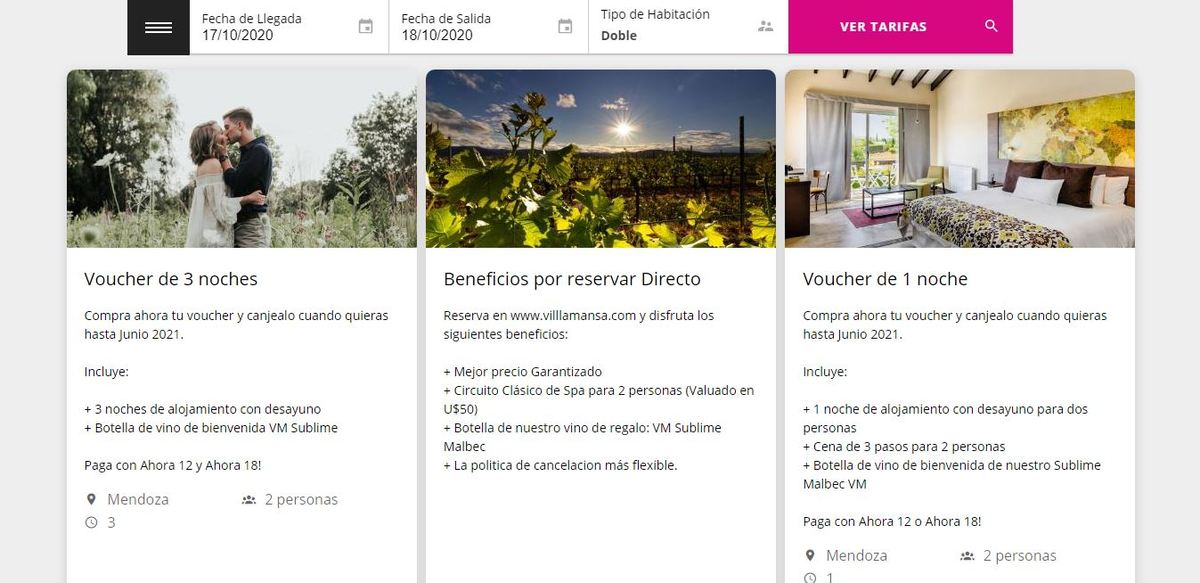 Fecha de Llegada
17/10/2020
Fecha de Salida
18/10/2020
Tipo de Habitación
Doble
VER TARIFAS
Voucher de 3 noches
Compra ahora tu voucher y canjealo cuando quieras
hasta Junio 2021.
Incluye:
+ 3 noches de alojamiento con desayuno
+ Botella de vino de bienvenida VM Sublime
Paga con Ahora 12 y Ahora 18!
Mendoza
2 personas
3
Beneficios por reservar Directo
Reserva en www.villlamansa.com y disfruta los
siguientes beneficios:
+ Mejor precio Garantizado
+ Circuito Clásico de Spa para 2 personas (Valuado en
U$50)
+ Botella de nuestro vino de regalo: VM Sublime
Malbec
+ La politica de cancelacion más flexible.
Voucher de 1 noche
Compra ahora tu voucher y canjealo cuando quieras
hasta Junio 2021.
Incluye:
+ 1 noche de alojamiento con desayuno para dos
personas
+ Cena de 3 pasos para 2 personas
+ Botella de vino de bienvenida de nuestro Sublime
Malbec VM
Paga con Ahora 12 o Ahora 18!
Mendoza
2 personas
1